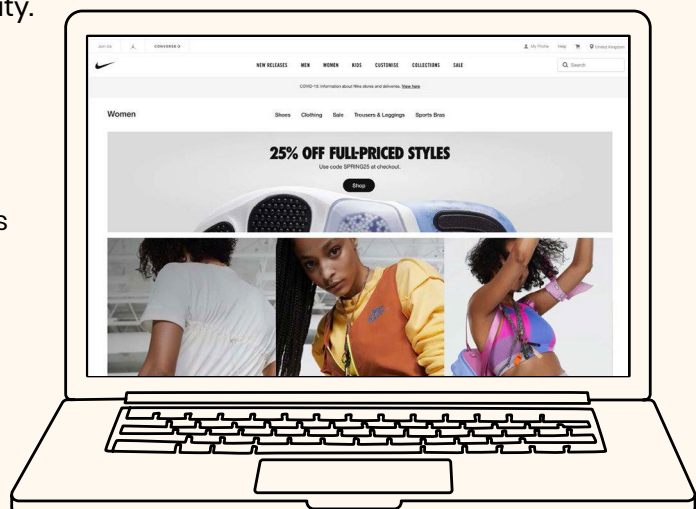 ity.
s
Join Us CONVERSE My Profile Help United Kingdom
NEW RELEASES MEN WOMEN KIDS CUSTOMISE COLLECTIONS SALE Search
COVID-19: Information about Nike stores and deliveries. View here
Women Shoes Clothing Sale Trousers & Leggings Sports Bras
25% OFF FULL-PRICED STYLES
Use code SPRING25 at checkout.
Shop